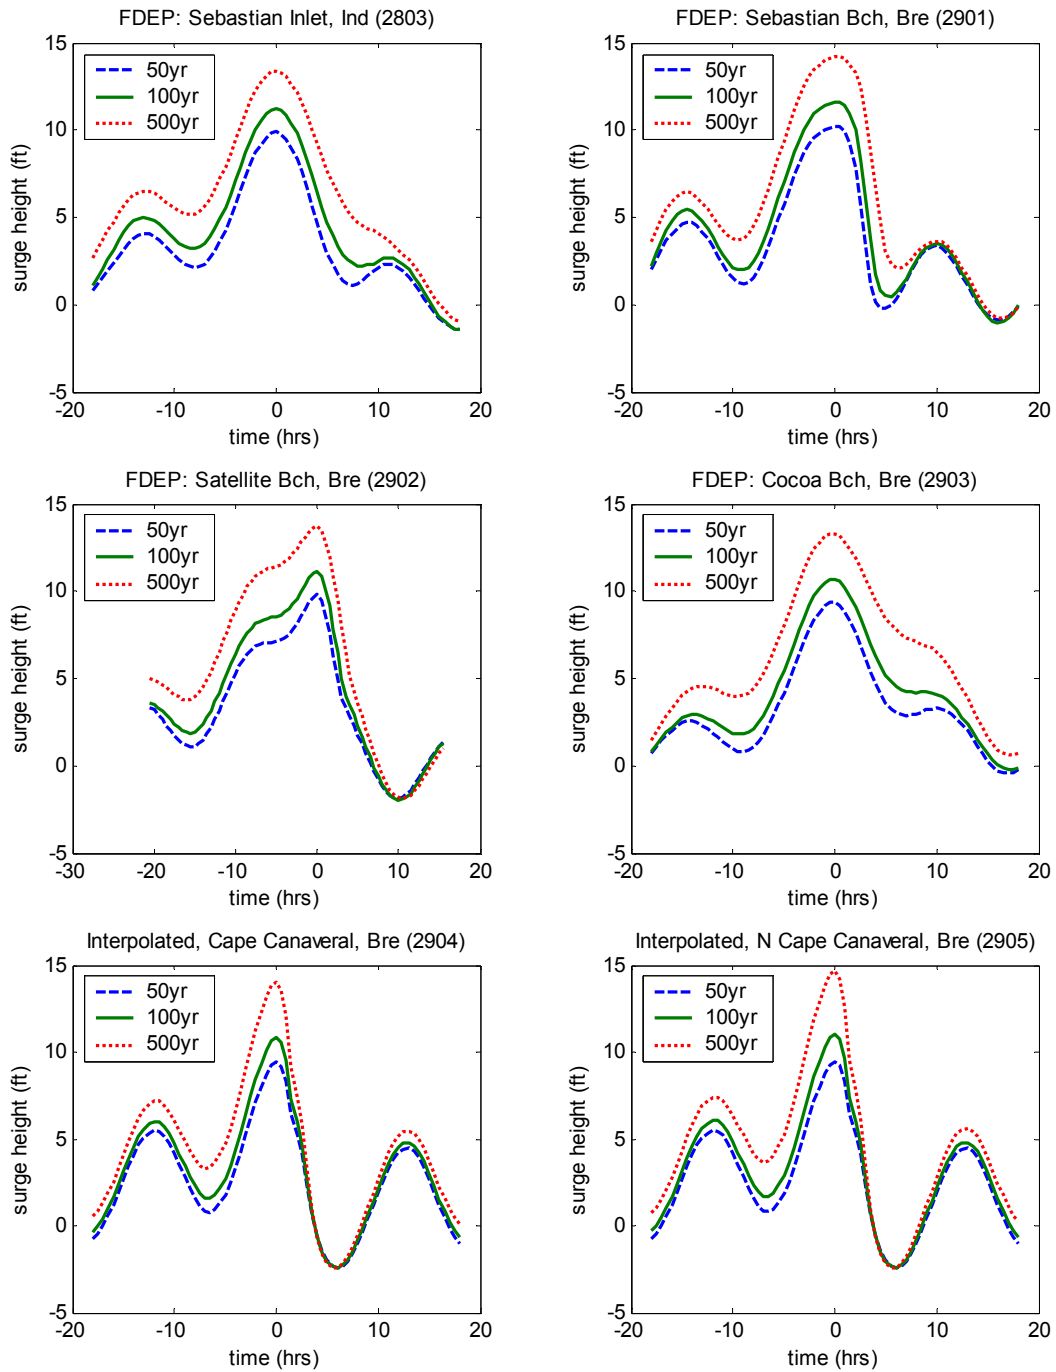 FDEP: Sebastian Inlet, Ind (2803)
15
10
5
0
-5
surge height (ft)
50yr
100yr
500yr
-20
-10
0
10
20
time (hrs)
FDEP: Sebastian Bch, Bre (2901)
15
10
5
0
-5
surge height (ft)
50yr
100yr
500yr
-20
-10
0
10
20
time (hrs)
FDEP: Satellite Bch, Bre (2902)
15
10
5
0
-5
surge height (ft)
50yr
100yr
500yr
-30
-20
-10
0
10
20
time (hrs)
FDEP: Cocoa Bch, Bre (2903)
15
10
5
0
-5
surge height (ft)
50yr
100yr
500yr
-20
-10
0
10
20
time (hrs)
Interpolated, Cape Canaveral, Bre (2904)
15
10
5
0
-5
surge height (ft)
50yr
100yr
500yr
-20
-10
0
10
20
time (hrs)
Interpolated, N Cape Canaveral, Bre (2905)
15
10
5
0
-5
surge height (ft)
50yr
100yr
500yr
-20
-10
0
10
20
time (hrs)